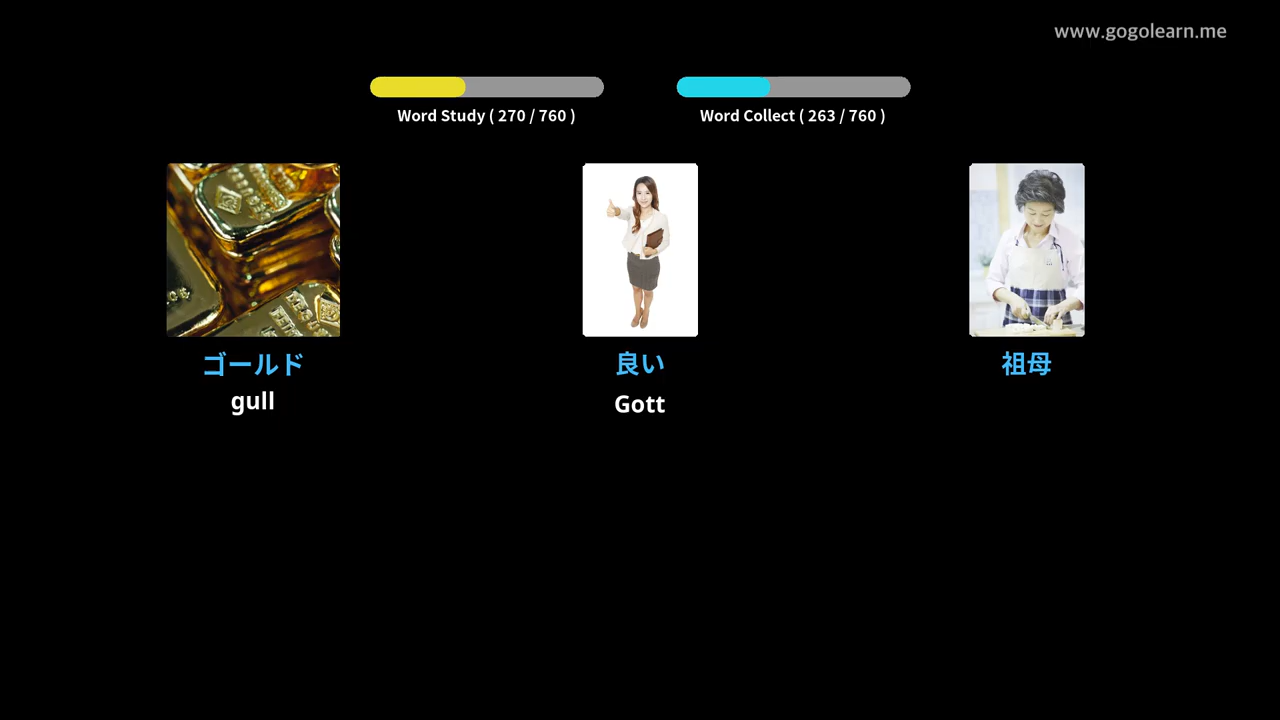 www.gogolearn.me
Word Study ( 270 / 760 )
Word Collect ( 263 / 760 )
ゴールド
良い
祖母
gull
Gott